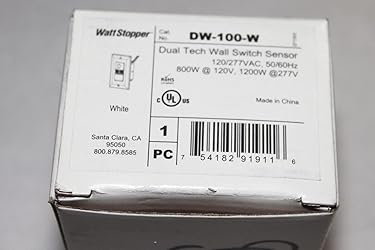 Watt Stopper®
Cat. No. DW-100-W
Dual Tech Wall Switch Sensor
120/277VAC, 50/60Hz
800W @ 120V, 1200W @277V
RoHS
C UL US
LISTED
Made in China
White
Santa Clara, CA
95050
800.879.8585
1
PC
7 54182 91911 6